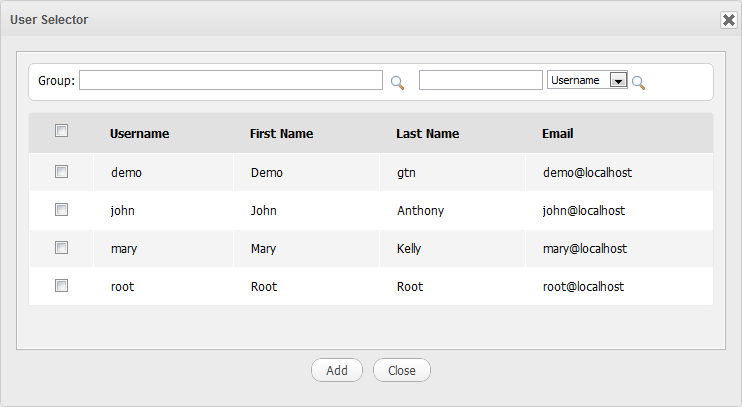 User Selector
Group: Username
Username First Name Last Name Email
demo Demo gtn demo@localhost
john John Anthony john@localhost
mary Mary Kelly mary@localhost
root Root Root root@localhost
Add Close